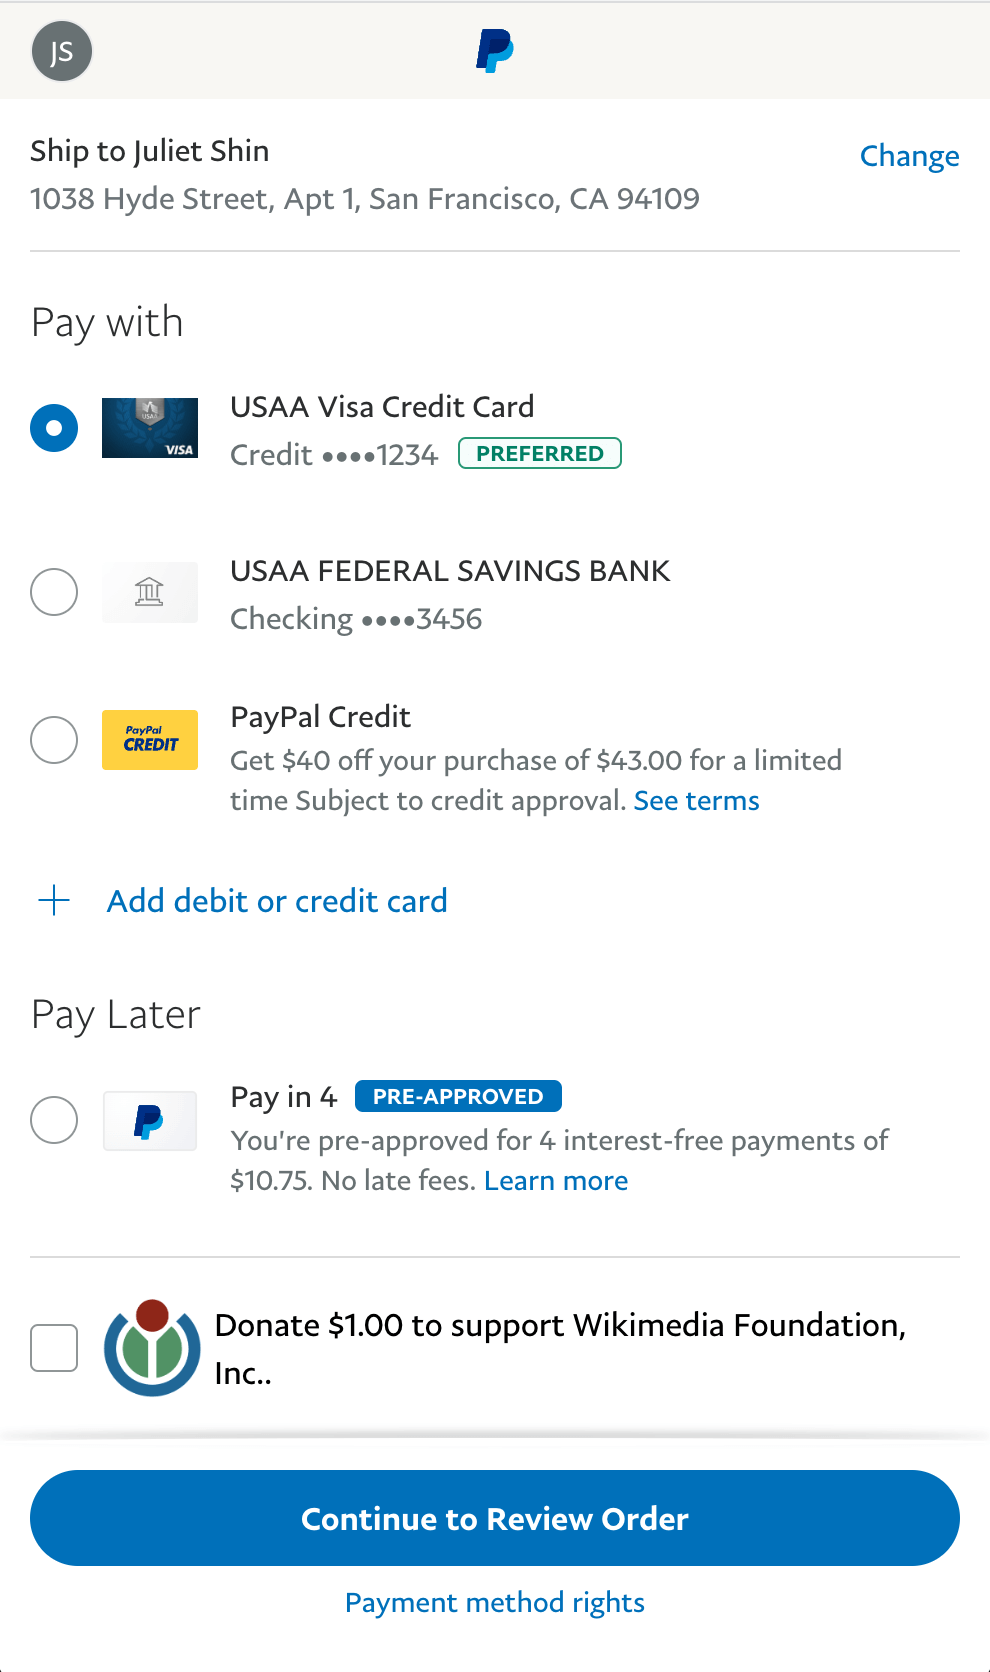 JS
Ship to Juliet Shin
Change
1038 Hyde Street, Apt 1, San Francisco, CA 94109
Pay with
USAA
VISA
USAA Visa Credit Card
Credit ••••1234 PREFERRED
USAA FEDERAL SAVINGS BANK
Checking ••••3456
PayPal
CREDIT
PayPal Credit
Get $40 off your purchase of $43.00 for a limited
time Subject to credit approval. See terms
Add debit or credit card
Pay Later
Pay in 4 PRE-APPROVED
You're pre-approved for 4 interest-free payments of
$10.75. No late fees. Learn more
Donate $1.00 to support Wikimedia Foundation,
Inc..
Continue to Review Order
Payment method rights